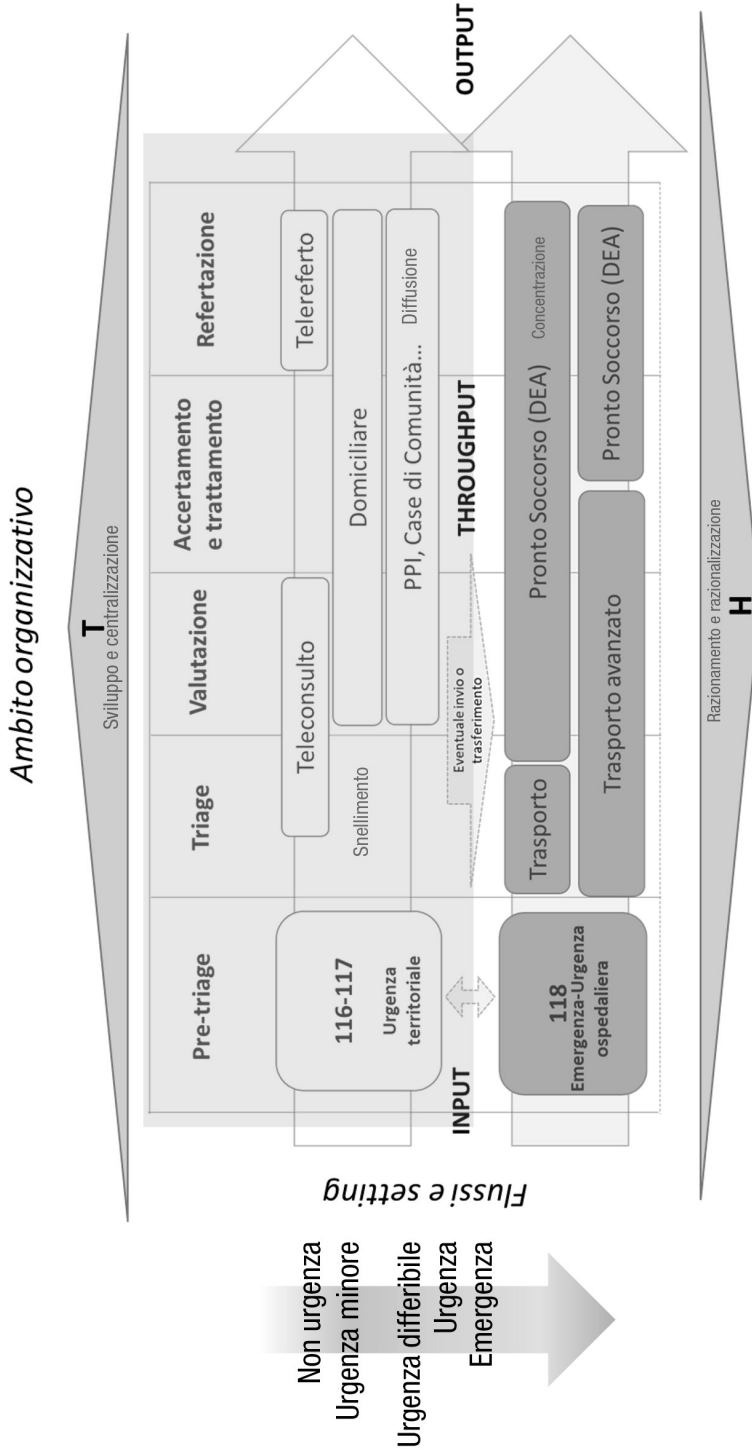 Ambito organizzativo
T
Sviluppo e centralizzazione
Pre-triage
Triage
Valutazione
Accertamento
e trattamento
Refertazione
Non urgenza
Urgenza minore
Urgenza differibile
Urgenza
Emergenza
Flussi e setting
116-117
Urgenza
territoriale
Teleconsulto
Telereferto
Snellimento
Domiciliare
PPI, Case di Comunità...
Diffusione
INPUT
THROUGHPUT
OUTPUT
Eventuale invio o
trasferimento
118
Emergenza-Urgenza
ospedaliera
Trasporto
Pronto Soccorso (DEA)
Concentrazione
Trasporto avanzato
Pronto Soccorso (DEA)
Razionamento e razionalizzazione
H